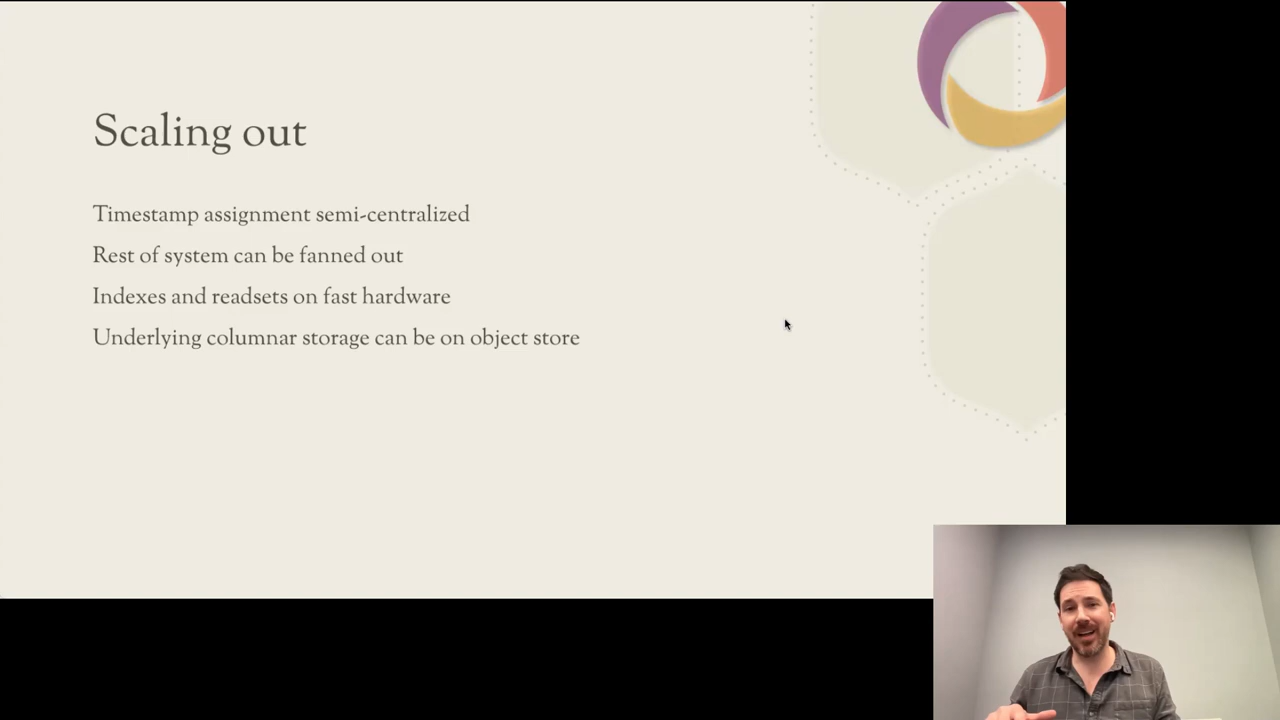 Scaling out
Timestamp assignment semi-centralized
Rest of system can be fanned out
Indexes and readsets on fast hardware
Underlying columnar storage can be on object store